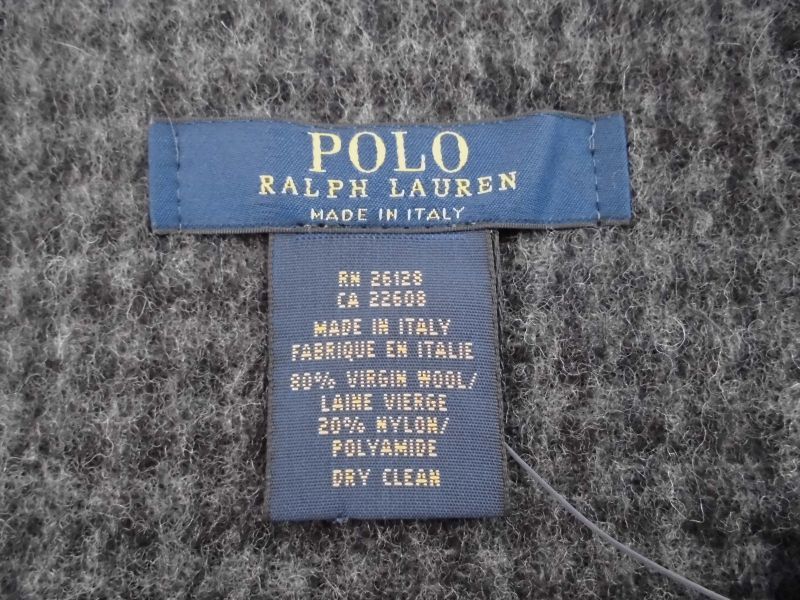 POLO
RALPH LAUREN
MADE IN ITALY
RN 26128
CA 22608
MADE IN ITALY
FABRIQUE EN ITALIE
80% VIRGIN WOOL/
LAINE VIERGE
20% NYLON/
POLYAMIDE
DRY CLEAN